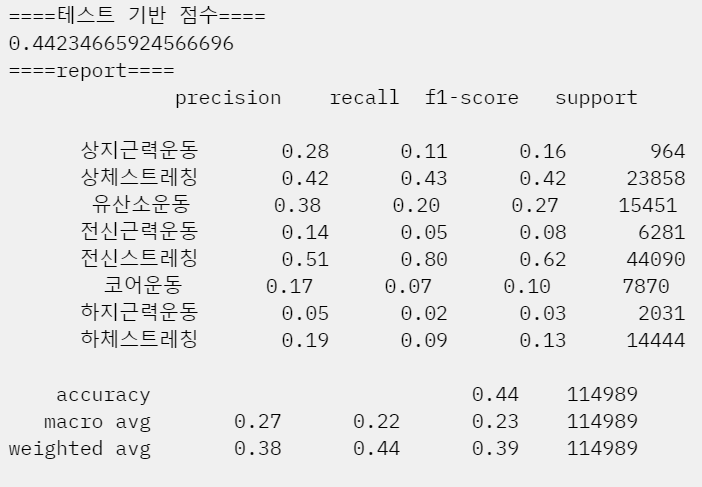 ====테스트 기반 점수====
0.44234665924566696
====report====
precision recall f1-score support
상지근력운동 0.28 0.11 0.16 964
상체스트레칭 0.42 0.43 0.42 23858
유산소운동 0.38 0.20 0.27 15451
전신근력운동 0.14 0.05 0.08 6281
전신스트레칭 0.51 0.80 0.62 44090
코어운동 0.17 0.07 0.10 7870
하지근력운동 0.05 0.02 0.03 2031
하체스트레칭 0.19 0.09 0.13 14444
accuracy 0.44 114989
macro avg 0.27 0.22 0.23 114989
weighted avg 0.38 0.44 0.39 114989